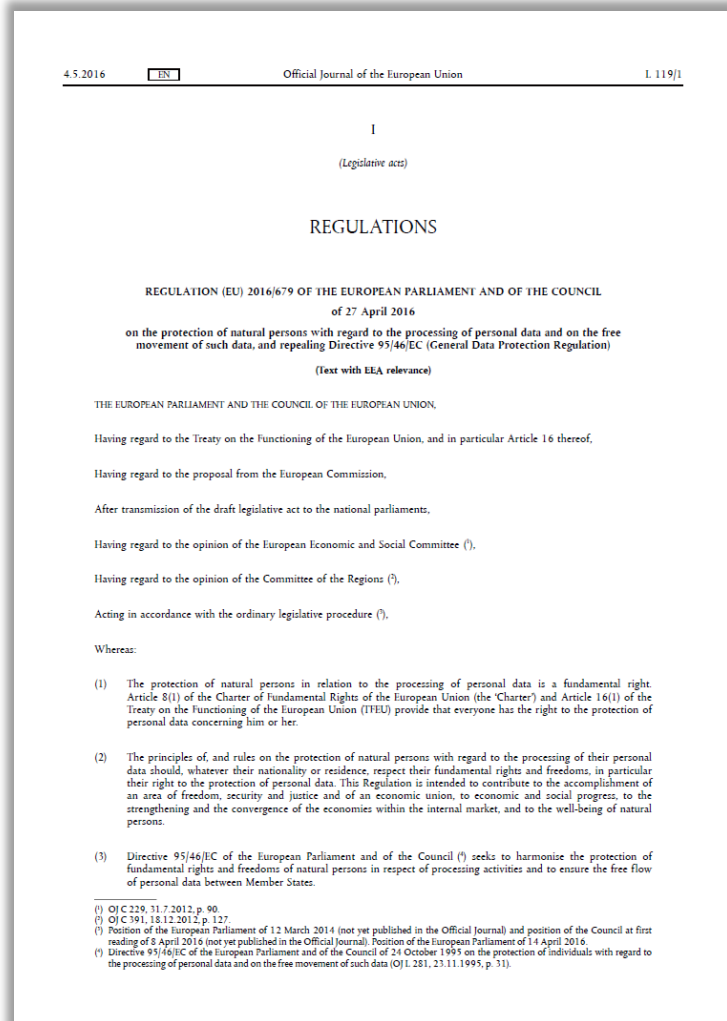 4.5.2016 EN Official Journal of the European Union L 119/1
I
(Legislative acts)
REGULATIONS
REGULATION (EU) 2016/679 OF THE EUROPEAN PARLIAMENT AND OF THE COUNCIL
of 27 April 2016
on the protection of natural persons with regard to the processing of personal data and on the free
movement of such data, and repealing Directive 95/46/EC (General Data Protection Regulation)
(Text with EEA relevance)
THE EUROPEAN PARLIAMENT AND THE COUNCIL OF THE EUROPEAN UNION,
Having regard to the Treaty on the Functioning of the European Union, and in particular Article 16 thereof,
Having regard to the proposal from the European Commission,
After transmission of the draft legislative act to the national parliaments,
Having regard to the opinion of the European Economic and Social Committee (¹),
Having regard to the opinion of the Committee of the Regions (²),
Acting in accordance with the ordinary legislative procedure (³),
Whereas:
(1) The protection of natural persons in relation to the processing of personal data is a fundamental right.
Article 8(1) of the Charter of Fundamental Rights of the European Union (the ‘Charter’) and Article 16(1) of the
Treaty on the Functioning of the European Union (TFEU) provide that everyone has the right to the protection of
personal data concerning him or her.
(2) The principles of, and rules on the protection of natural persons with regard to the processing of their personal
data should, whatever their nationality or residence, respect their fundamental rights and freedoms, in particular
their right to the protection of personal data. This Regulation is intended to contribute to the accomplishment of
an area of freedom, security and justice and of an economic union, to economic and social progress, to the
strengthening and the convergence of the economies within the internal market, and to the well-being of natural
persons.
(3) Directive 95/46/EC of the European Parliament and of the Council (⁴) seeks to harmonise the protection of
fundamental rights and freedoms of natural persons in respect of processing activities and to ensure the free flow
of personal data between Member States.
(¹) OJ C 229, 31.7.2012, p. 90.
(²) OJ C 391, 18.12.2012, p. 127.
(³) Position of the European Parliament of 12 March 2014 (not yet published in the Official Journal) and position of the Council at first
reading of 8 April 2016 (not yet published in the Official Journal). Position of the European Parliament of 14 April 2016.
(⁴) Directive 95/46/EC of the European Parliament and of the Council of 24 October 1995 on the protection of individuals with regard to
the processing of personal data and on the free movement of such data (OJ L 281, 23.11.1995, p. 31).